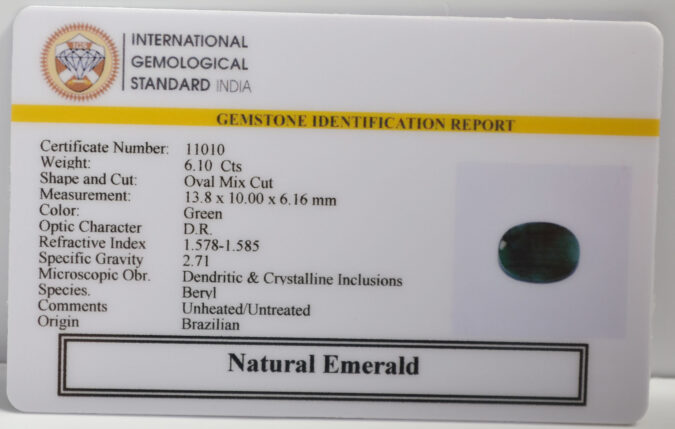 IGS
INTERNATIONAL
GEMOLOGICAL
STANDARD INDIA
GEMSTONE IDENTIFICATION REPORT
Certificate Number: 11010
Weight: 6.10 Cts
Shape and Cut: Oval Mix Cut
Measurement: 13.8 x 10.00 x 6.16 mm
Color: Green
Optic Character D.R.
Refractive Index 1.578-1.585
Specific Gravity 2.71
Microscopic Obr. Dendritic & Crystalline Inclusions
Species. Beryl
Comments Unheated/Untreated
Origin Brazilian
Natural Emerald